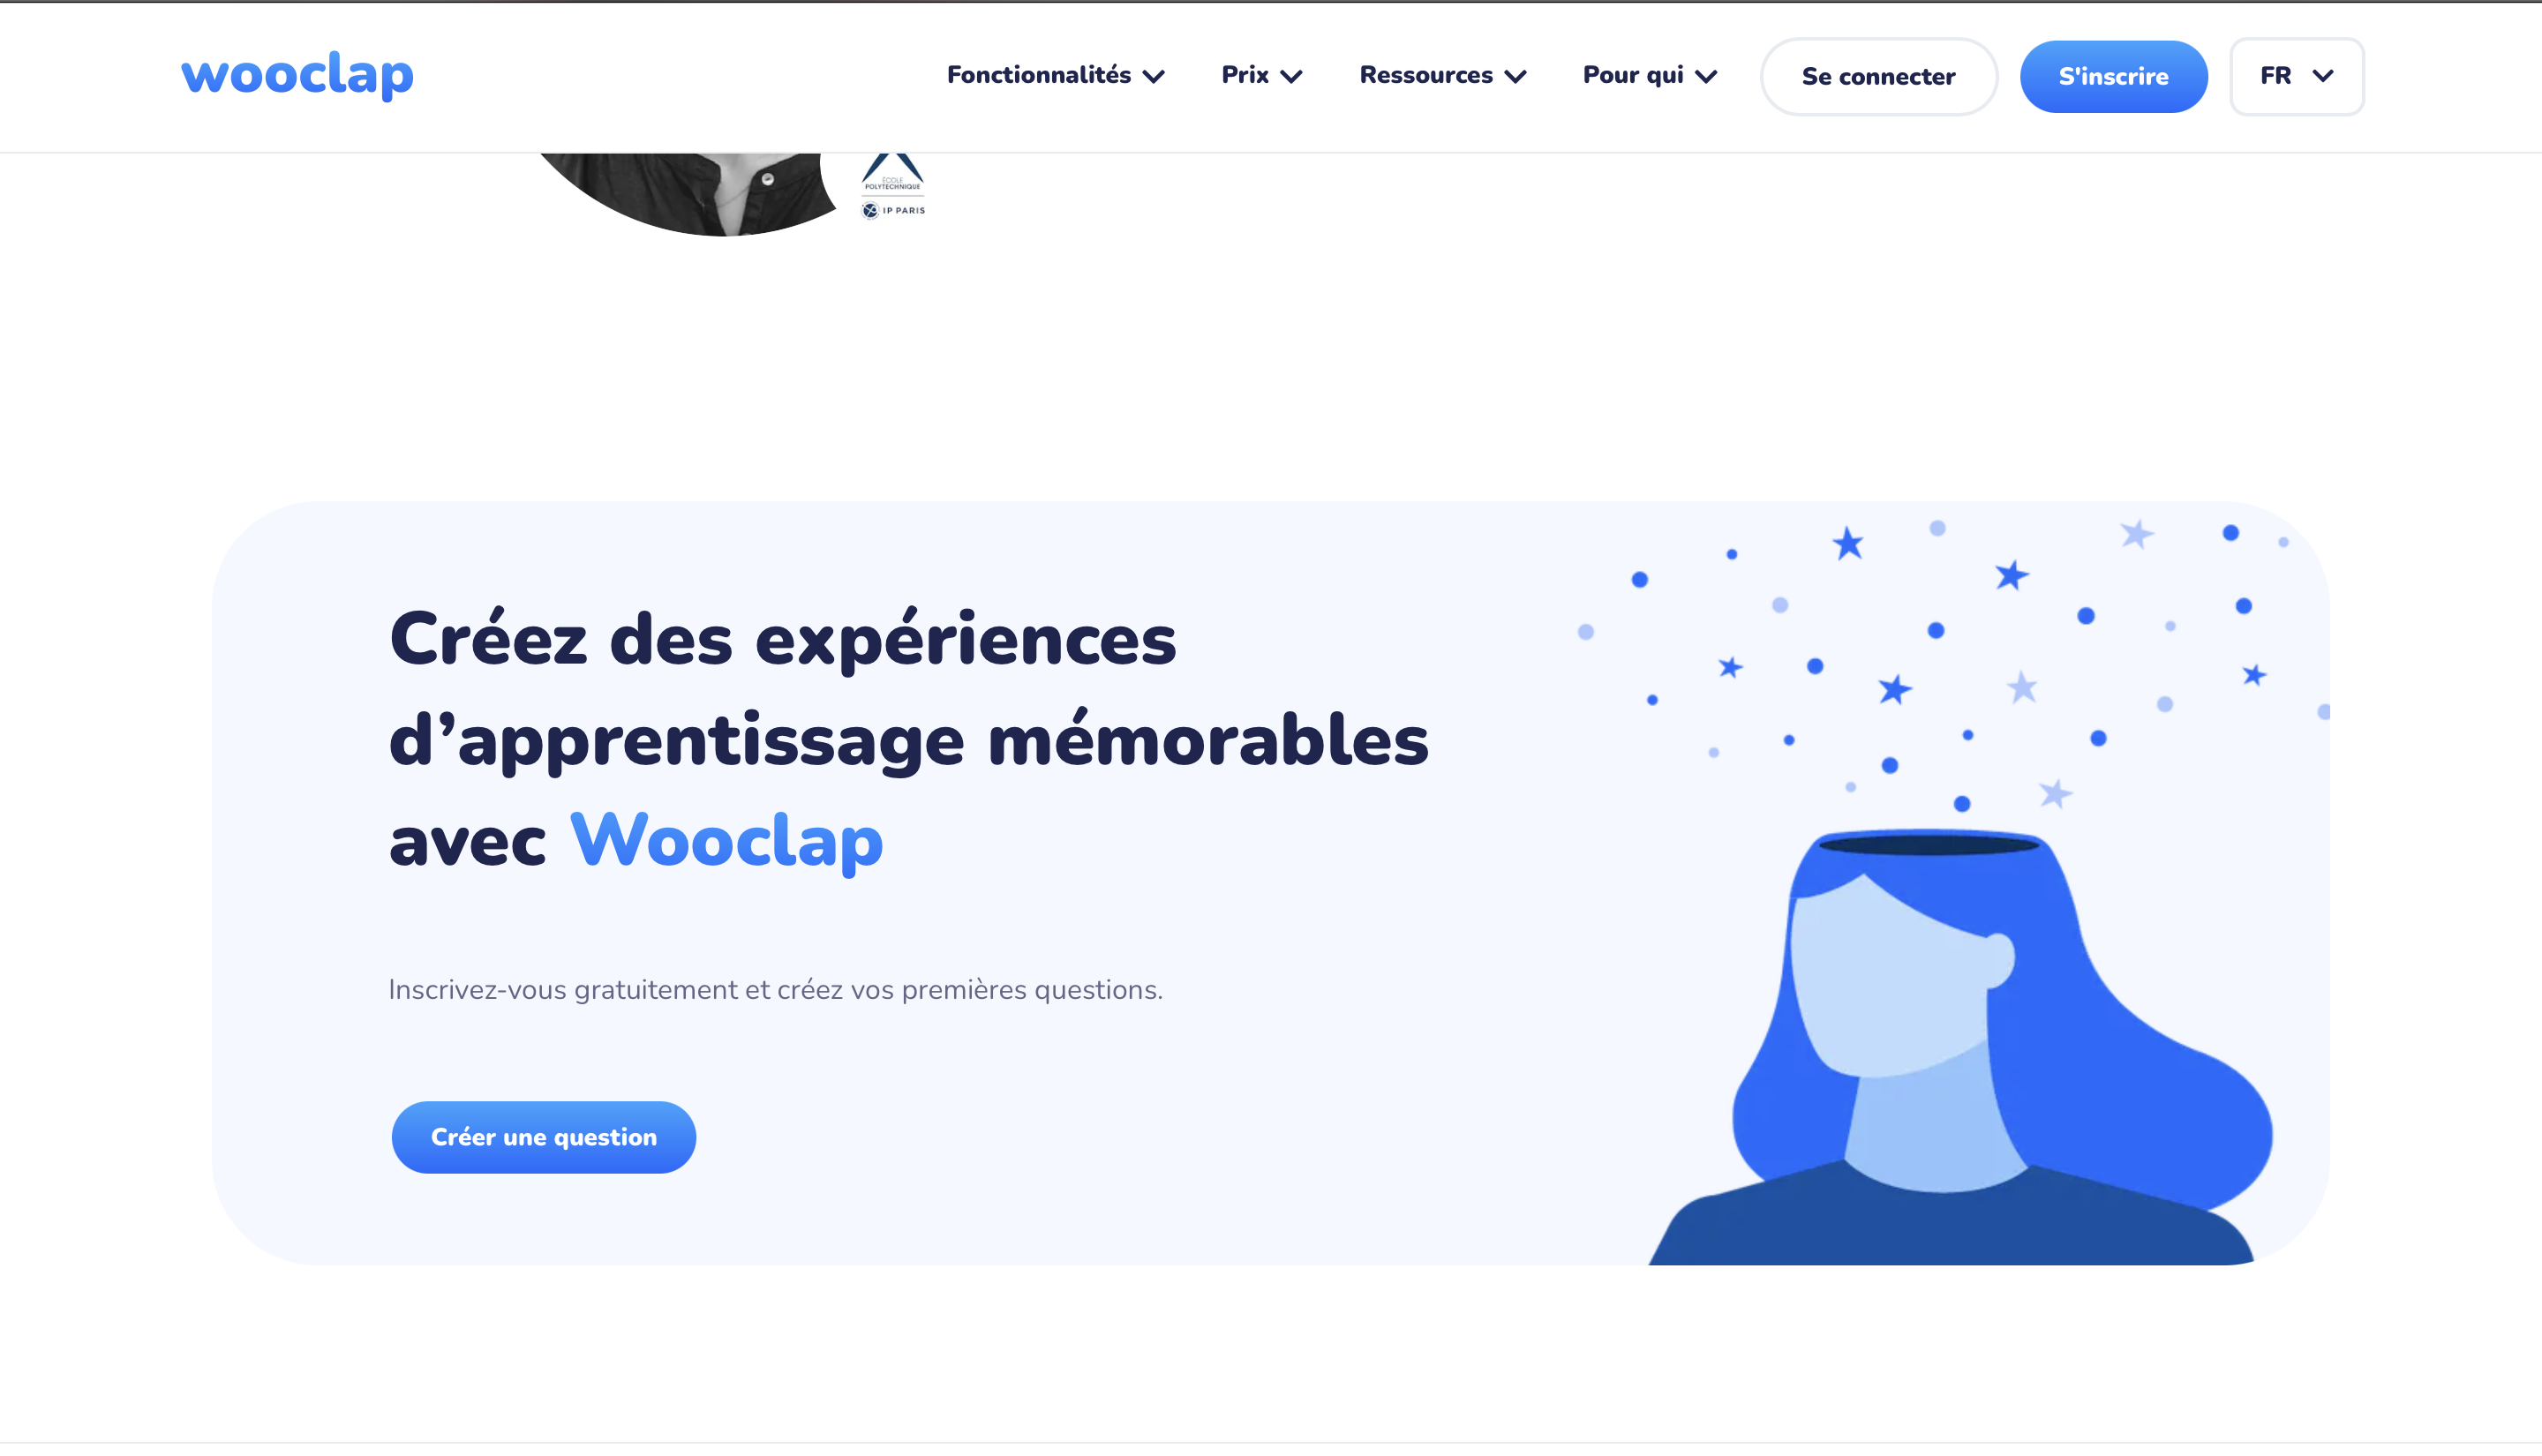 wooclap
Fonctionnalités
Prix
Ressources
Pour qui
Se connecter
S'inscrire
FR
ÉCOLE
POLYTECHNIQUE
IP PARIS
Créez des expériences
d’apprentissage mémorables
avec Wooclap
Inscrivez-vous gratuitement et créez vos premières questions.
Créer une question